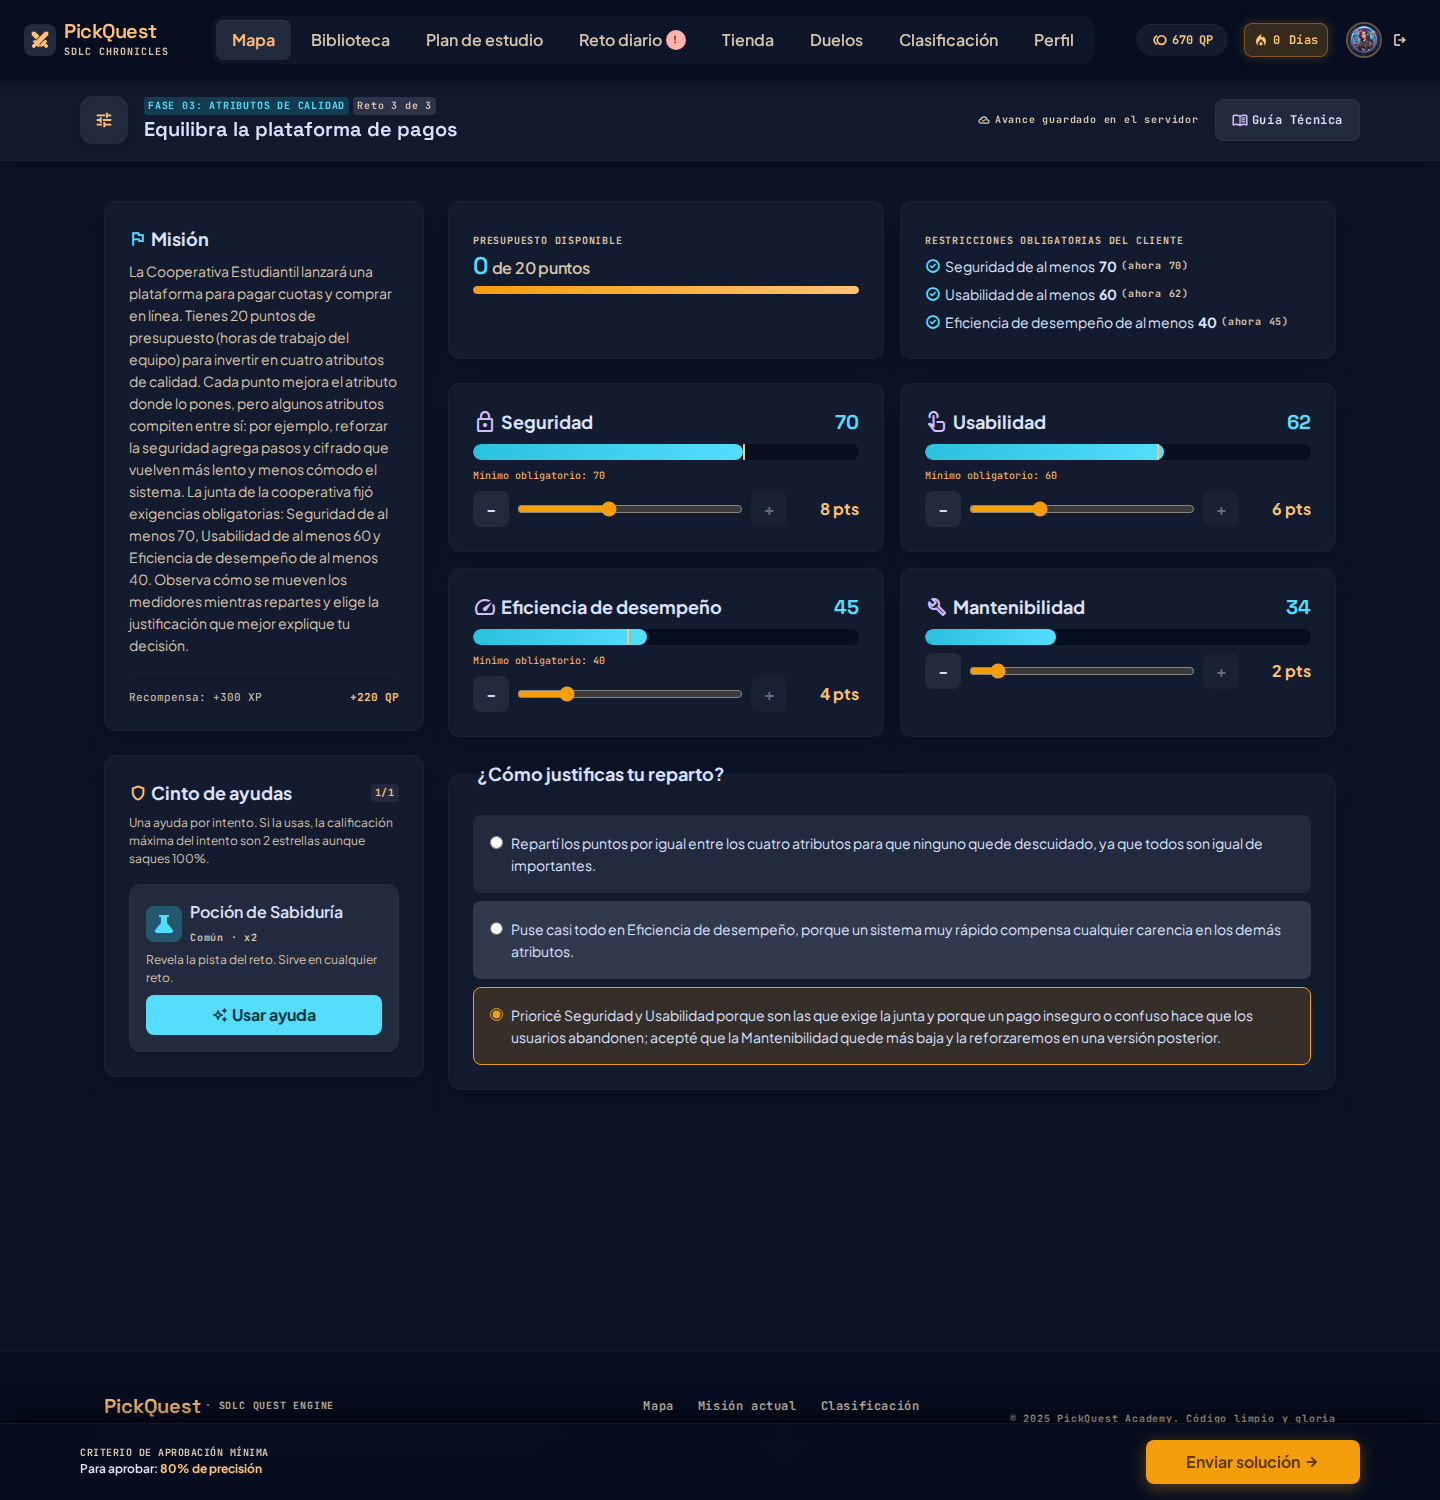 PickQuest
SDLC CHRONICLES
Mapa
Biblioteca
Plan de estudio
Reto diario !
Tienda
Duelos
Clasificación
Perfil
670 QP
0 Días
FASE 03: ATRIBUTOS DE CALIDAD
Reto 3 de 3
Equilibra la plataforma de pagos
Avance guardado en el servidor
Guía Técnica
Misión
La Cooperativa Estudiantil lanzará una
plataforma para pagar cuotas y comprar
en línea. Tienes 20 puntos de
presupuesto (horas de trabajo del
equipo) para invertir en cuatro atributos
de calidad. Cada punto mejora el atributo
donde lo pones, pero algunos atributos
compiten entre sí: por ejemplo, reforzar
la seguridad agrega pasos y cifrado que
vuelven más lento y menos cómodo el
sistema. La junta de la cooperativa fijó
exigencias obligatorias: Seguridad de al
menos 70, Usabilidad de al menos 60 y
Eficiencia de desempeño de al menos
40. Observa cómo se mueven los
medidores mientras repartes y elige la
justificación que mejor explique tu
decisión.
Recompensa: +300 XP
+220 QP
Cinto de ayudas
1/1
Una ayuda por intento. Si la usas, la calificación
máxima del intento son 2 estrellas aunque
saques 100%.
Poción de Sabiduría
Común · x2
Revela la pista del reto. Sirve en cualquier
reto.
Usar ayuda
PRESUPUESTO DISPONIBLE
0 de 20 puntos
RESTRICCIONES OBLIGATORIAS DEL CLIENTE
Seguridad de al menos 70 (ahora 70)
Usabilidad de al menos 60 (ahora 62)
Eficiencia de desempeño de al menos 40 (ahora 45)
Seguridad
70
Mínimo obligatorio: 70
−
+
8 pts
Usabilidad
62
Mínimo obligatorio: 60
−
+
6 pts
Eficiencia de desempeño
45
Mínimo obligatorio: 40
−
+
4 pts
Mantenibilidad
34
−
+
2 pts
¿Cómo justificas tu reparto?
Repartí los puntos por igual entre los cuatro atributos para que ninguno quede descuidado, ya que todos son igual de
importantes.
Puse casi todo en Eficiencia de desempeño, porque un sistema muy rápido compensa cualquier carencia en los demás
atributos.
Prioricé Seguridad y Usabilidad porque son las que exige la junta y porque un pago inseguro o confuso hace que los
usuarios abandonen; acepté que la Mantenibilidad quede más baja y la reforzaremos en una versión posterior.
PickQuest · SDLC QUEST ENGINE
Mapa
Misión actual
Clasificación
© 2025 PickQuest Academy. Código limpio y gloria
CRITERIO DE APROBACIÓN MÍNIMA
Para aprobar: 80% de precisión
Enviar solución →